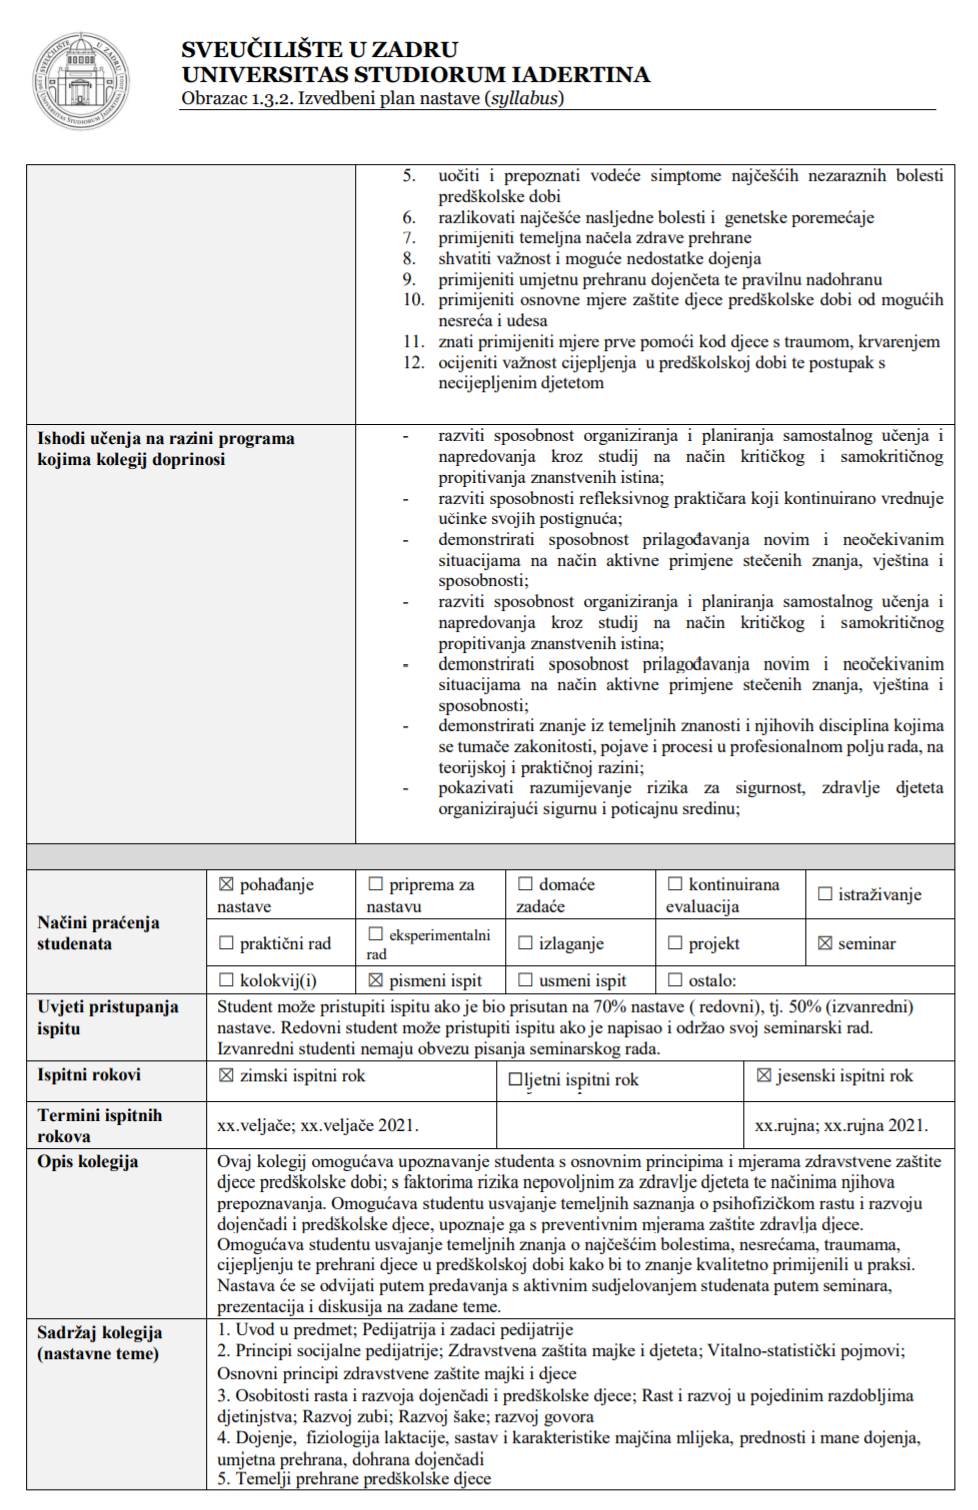 SVEUČILIŠTE U ZADRU
UNIVERSITAS STUDIORUM IADERTINA
Obrazac 1.3.2. Izvedbeni plan nastave (syllabus)
5. uočiti i prepoznati vodeće simptome najčešćih nezaraznih bolesti
predškolske dobi
6. razlikovati najčešće nasljedne bolesti i genetske poremećaje
7. primijeniti temeljna načela zdrave prehrane
8. shvatiti važnost i moguće nedostatke dojenja
9. primijeniti umjetnu prehranu dojenčeta te pravilnu nadohranu
10. primijeniti osnovne mjere zaštite djece predškolske dobi od mogućih
nesreća i udesa
11. znati primijeniti mjere prve pomoći kod djece s traumom, krvarenjem
12. ocijeniti važnost cijepljenja u predškolskoj dobi te postupak s
necijepljenim djetetom
Ishodi učenja na razini programa
kojima kolegij doprinosi
- razviti sposobnost organiziranja i planiranja samostalnog učenja i
napredovanja kroz studij na način kritičkog i samokritičnog
propitivanja znanstvenih istina;
- razviti sposobnosti refleksivnog praktičara koji kontinuirano vrednuje
učinke svojih postignuća;
- demonstrirati sposobnost prilagođavanja novim i neočekivanim
situacijama na način aktivne primjene stečenih znanja, vještina i
sposobnosti;
- razviti sposobnost organiziranja i planiranja samostalnog učenja i
napredovanja kroz studij na način kritičkog i samokritičnog
propitivanja znanstvenih istina;
- demonstrirati sposobnost prilagođavanja novim i neočekivanim
situacijama na način aktivne primjene stečenih znanja, vještina i
sposobnosti;
- demonstrirati znanje iz temeljnih znanosti i njihovih disciplina kojima
se tumače zakonitosti, pojave i procesi u profesionalnom polju rada, na
teorijskoj i praktičnoj razini;
- pokazivati razumijevanje rizika za sigurnost, zdravlje djeteta
organizirajući sigurnu i poticajnu sredinu;
Načini praćenja
studenata
☒ pohađanje
nastave
☐ priprema za
nastavu
☐ domaće
zadaće
☐ kontinuirana
evaluacija
☐ istraživanje
☐ praktični rad
☐ eksperimentalni
rad
☐ izlaganje
☐ projekt
☒ seminar
☐ kolokvij(i)
☒ pismeni ispit
☐ usmeni ispit
☐ ostalo:
Uvjeti pristupanja
ispitu
Student može pristupiti ispitu ako je bio prisutan na 70% nastave ( redovni), tj. 50% (izvanredni)
nastave. Redovni student može pristupiti ispitu ako je napisao i održao svoj seminarski rad.
Izvanredni studenti nemaju obvezu pisanja seminarskog rada.
Ispitni rokovi
☒ zimski ispitni rok
☐ljetni ispitni rok
☒ jesenski ispitni rok
Termini ispitnih
rokova
xx.veljače; xx.veljače 2021.
xx.rujna; xx.rujna 2021.
Opis kolegija
Ovaj kolegij omogućava upoznavanje studenta s osnovnim principima i mjerama zdravstvene zaštite
djece predškolske dobi; s faktorima rizika nepovoljnim za zdravlje djeteta te načinima njihova
prepoznavanja. Omogućava studentu usvajanje temeljnih saznanja o psihofizičkom rastu i razvoju
dojenčadi i predškolske djece, upoznaje ga s preventivnim mjerama zaštite zdravlja djece.
Omogućava studentu usvajanje temeljnih znanja o najčešćim bolestima, nesrećama, traumama,
cijepljenju te prehrani djece u predškolskoj dobi kako bi to znanje kvalitetno primijenili u praksi.
Nastava će se odvijati putem predavanja s aktivnim sudjelovanjem studenata putem seminara,
prezentacija i diskusija na zadane teme.
Sadržaj kolegija
(nastavne teme)
1. Uvod u predmet; Pedijatrija i zadaci pedijatrije
2. Principi socijalne pedijatrije; Zdravstvena zaštita majke i djeteta; Vitalno-statistički pojmovi;
Osnovni principi zdravstvene zaštite majki i djece
3. Osobitosti rasta i razvoja dojenčadi i predškolske djece; Rast i razvoj u pojedinim razdobljima
djetinjstva; Razvoj zubi; Razvoj šake; razvoj govora
4. Dojenje, fiziologija laktacije, sastav i karakteristike majčina mlijeka, prednosti i mane dojenja,
umjetna prehrana, dohrana dojenčadi
5. Temelji prehrane predškolske djece